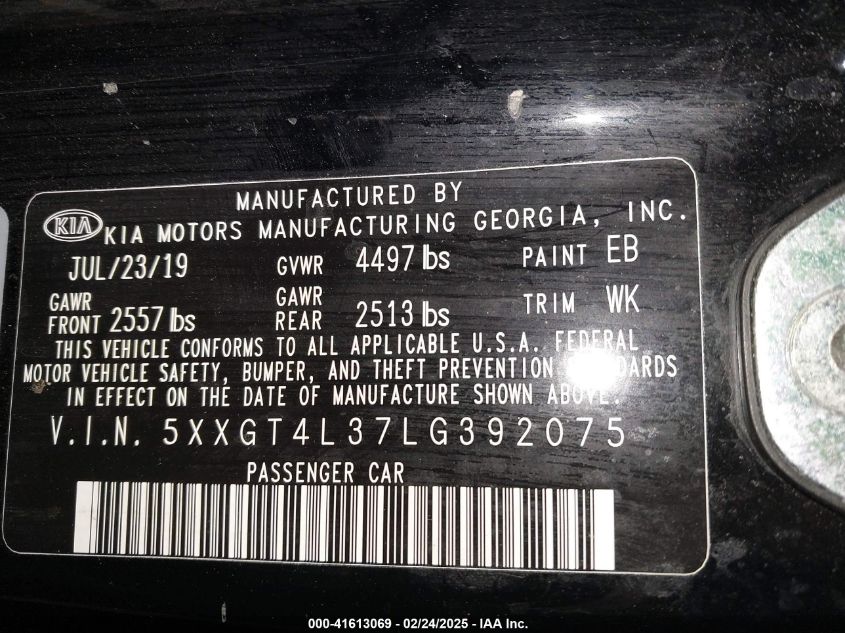 MANUFACTURED BY
KIA KIA MOTORS MANUFACTURING GEORGIA, INC.
JUL/23/19 GVWR 4497 lbs PAINT EB
GAWR FRONT 2557 lbs GAWR REAR 2513 lbs TRIM WK
THIS VEHICLE CONFORMS TO ALL APPLICABLE U.S.A. FEDERAL
MOTOR VEHICLE SAFETY, BUMPER, AND THEFT PREVENTION STANDARDS
IN EFFECT ON THE DATE OF MANUFACTURE SHOWN ABOVE.
V.I.N. 5XXGT4L37LG392075
PASSENGER CAR
000-41613069 - 02/24/2025 - IAA Inc.